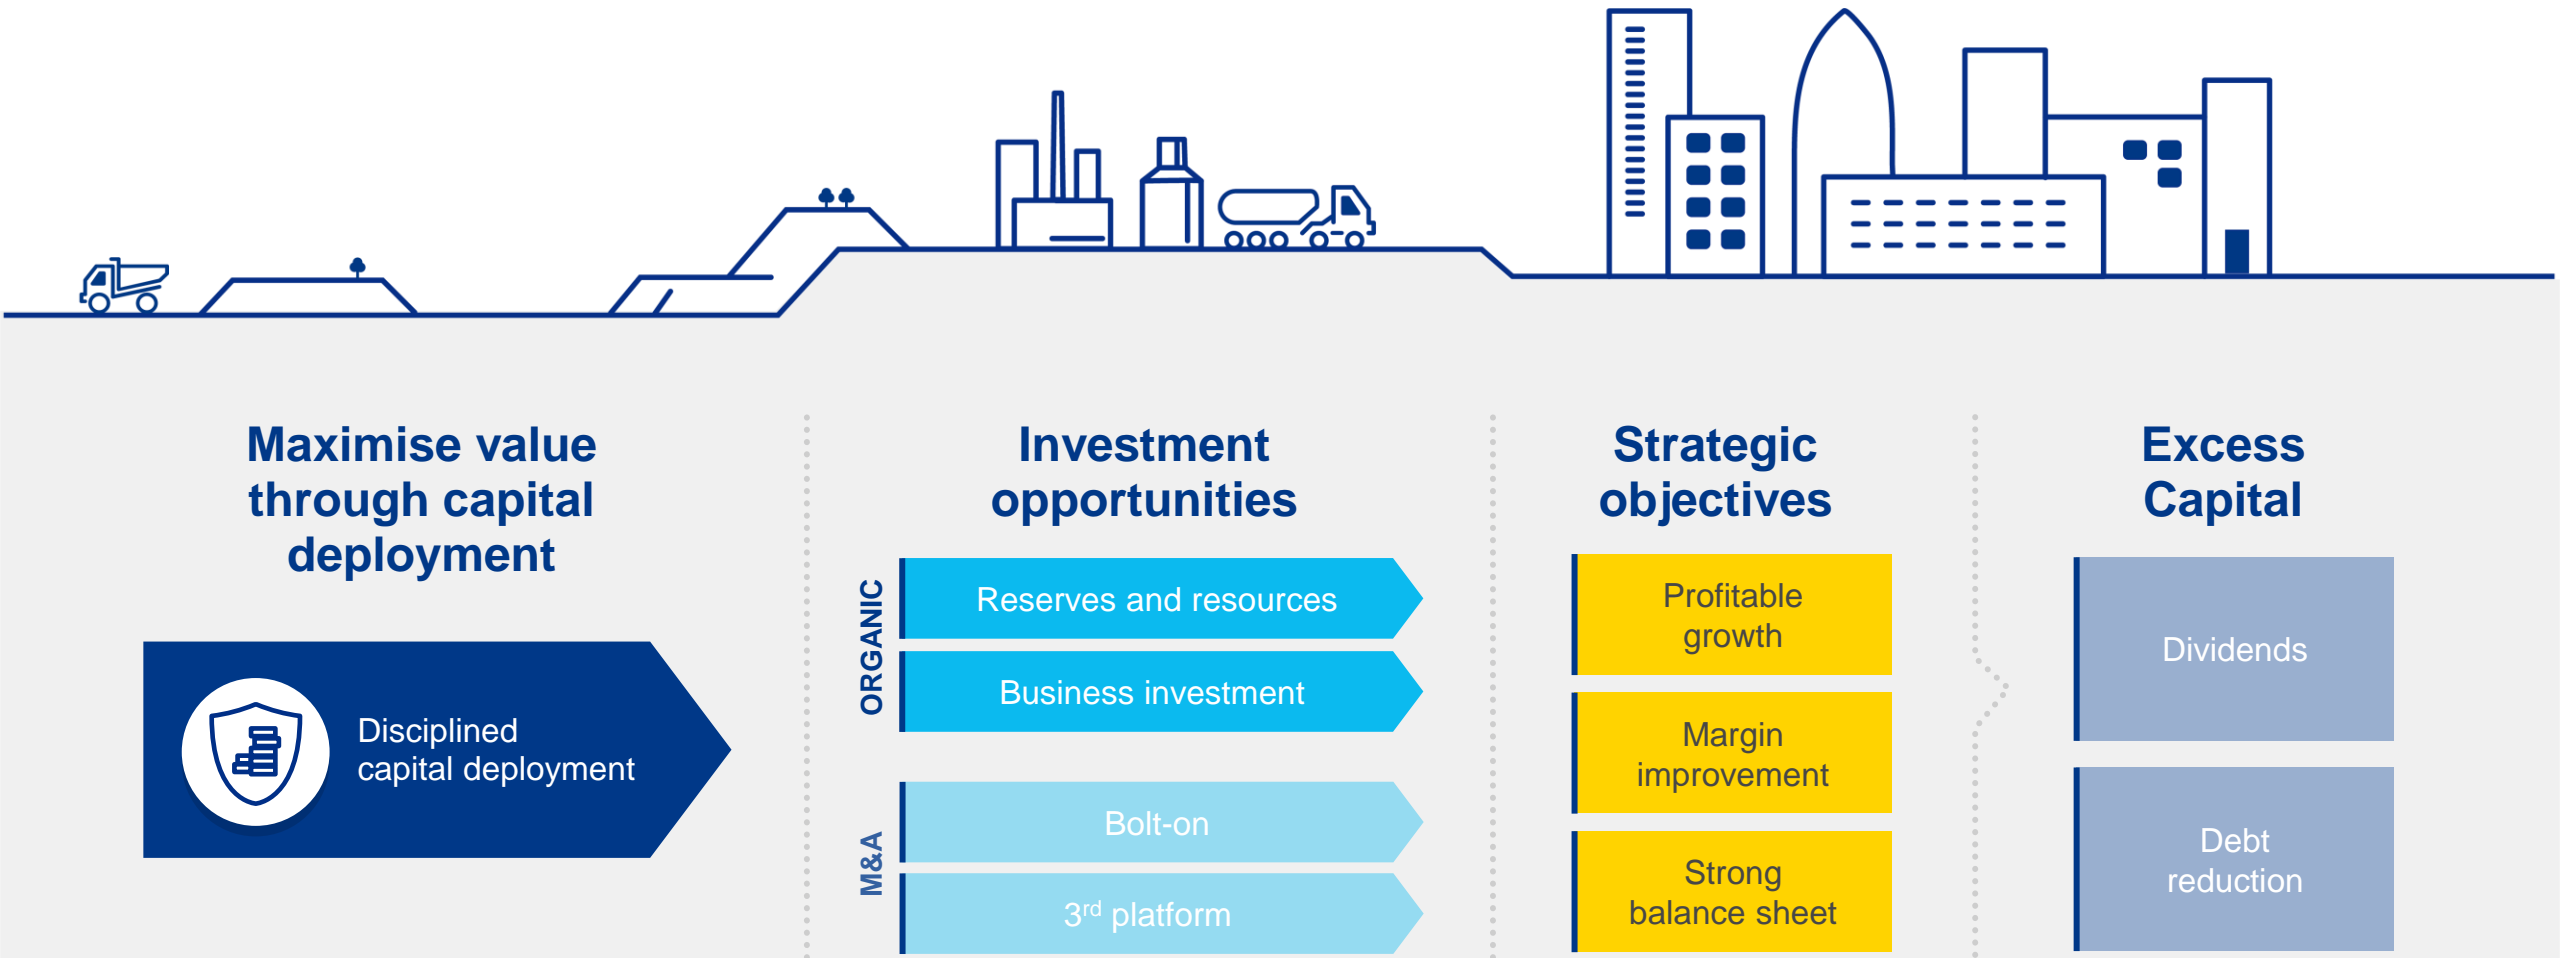 Maximise value
through capital
deployment
Disciplined
capital deployment
Investment
opportunities
ORGANIC
Reserves and resources
Business investment
M&A
Bolt-on
3rd platform
Strategic
objectives
Profitable
growth
Margin
improvement
Strong
balance sheet
Excess
Capital
Dividends
Debt
reduction